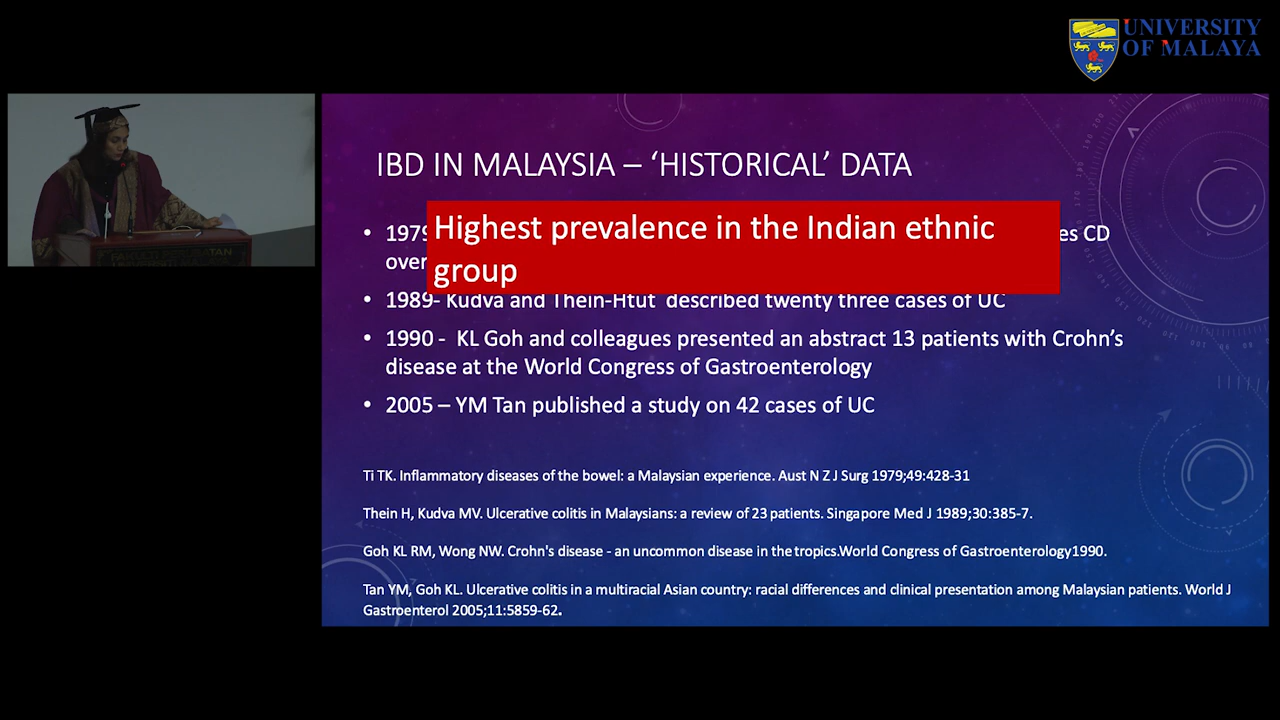 UNIVERSITY
OF MALAYA
IBD IN MALAYSIA – ‘HISTORICAL’ DATA
Highest prevalence in the Indian ethnic
group
• 1979 es CD
over
• 1989- Kudva and Thein-Htut described twenty three cases of UC
• 1990 - KL Goh and colleagues presented an abstract 13 patients with Crohn’s
disease at the World Congress of Gastroenterology
• 2005 – YM Tan published a study on 42 cases of UC
Ti TK. Inflammatory diseases of the bowel: a Malaysian experience. Aust N Z J Surg 1979;49:428-31
Thein H, Kudva MV. Ulcerative colitis in Malaysians: a review of 23 patients. Singapore Med J 1989;30:385-7.
Goh KL RM, Wong NW. Crohn's disease - an uncommon disease in the tropics.World Congress of Gastroenterology1990.
Tan YM, Goh KL. Ulcerative colitis in a multiracial Asian country: racial differences and clinical presentation among Malaysian patients. World J
Gastroenterol 2005;11:5859-62.